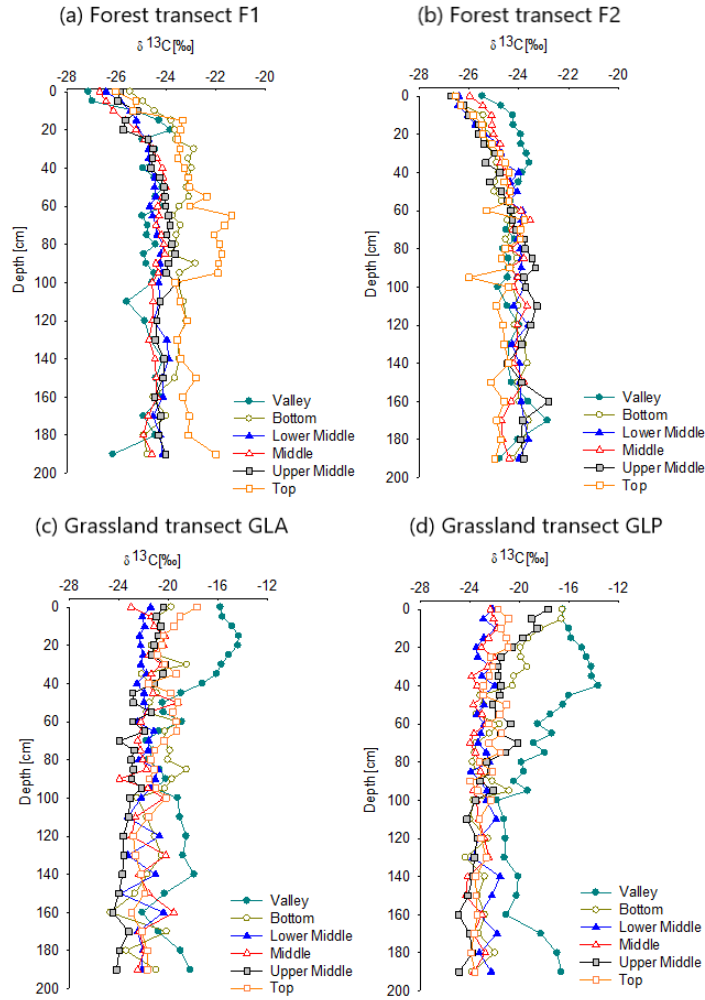 (a) Forest transect F1
δ 13C[‰]
-28 -26 -24 -22 -20
0
20
40
60
80
100
120
140
160
180
200
Depth [cm]
Valley
Bottom
Lower Middle
Middle
Upper Middle
Top
(b) Forest transect F2
δ 13C[‰]
-28 -26 -24 -22 -20
0
20
40
60
80
100
120
140
160
180
200
Depth [cm]
Valley
Bottom
Lower Middle
Middle
Upper Middle
Top
(c) Grassland transect GLA
δ 13C[‰]
-28 -24 -20 -16 -12
0
20
40
60
80
100
120
140
160
180
200
Depth [cm]
Valley
Bottom
Lower Middle
Middle
Upper Middle
Top
(d) Grassland transect GLP
δ 13C[‰]
-28 -24 -20 -16 -12
0
20
40
60
80
100
120
140
160
180
200
Depth [cm]
Valley
Bottom
Lower Middle
Middle
Upper Middle
Top